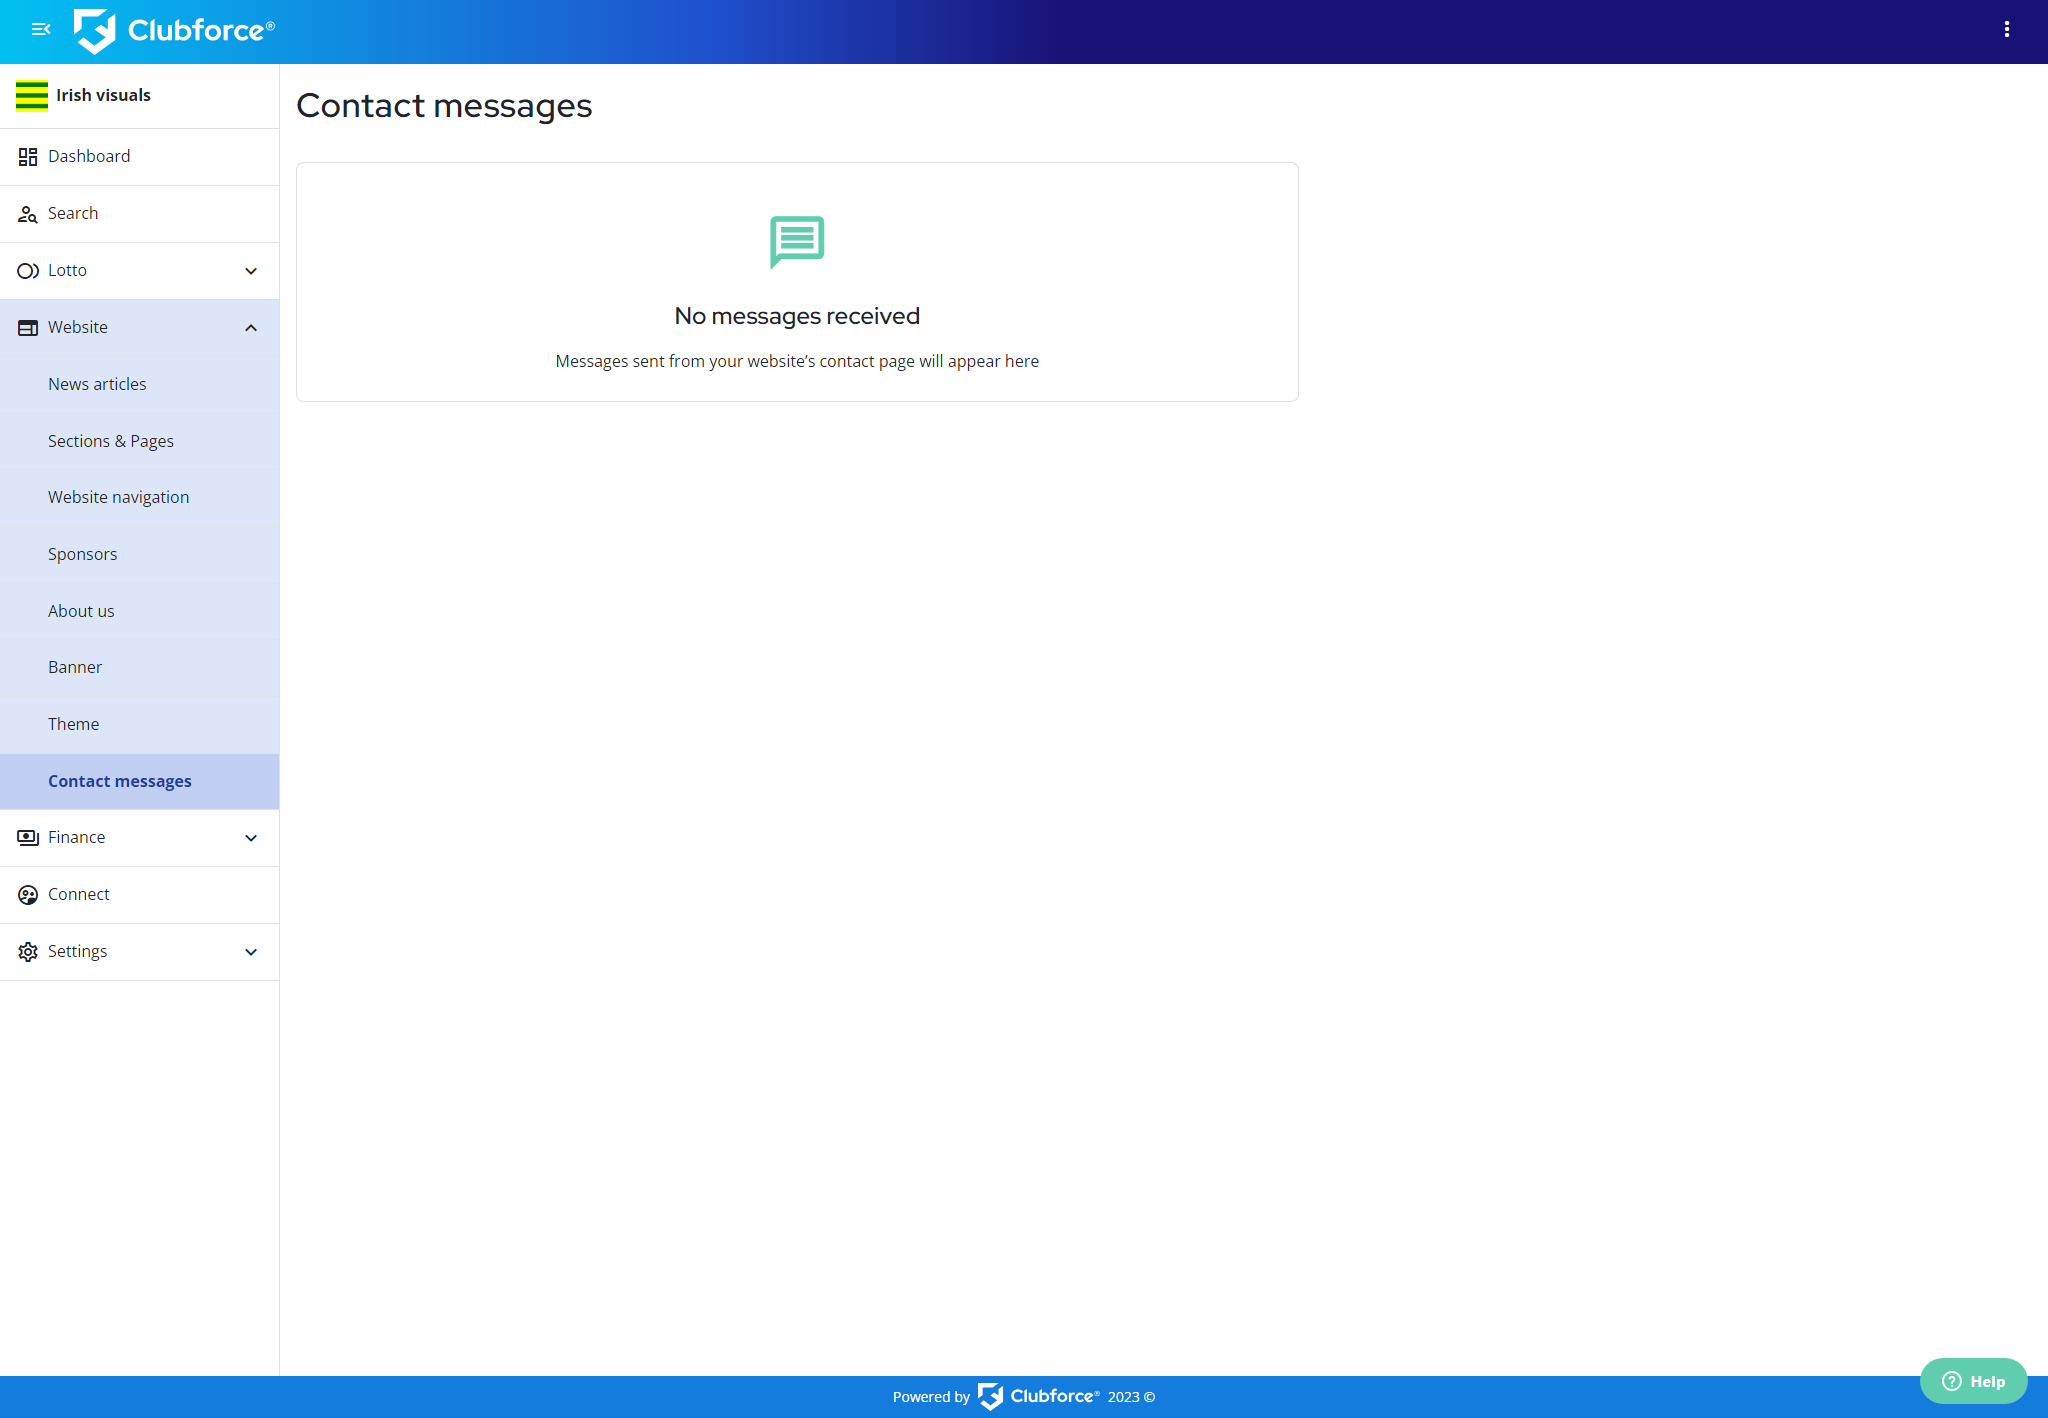 Clubforce®
Irish visuals
Dashboard
Search
Lotto
Website
News articles
Sections & Pages
Website navigation
Sponsors
About us
Banner
Theme
Contact messages
Finance
Connect
Settings
Contact messages
No messages received
Messages sent from your website’s contact page will appear here
Powered by Clubforce® 2023 ©
Help